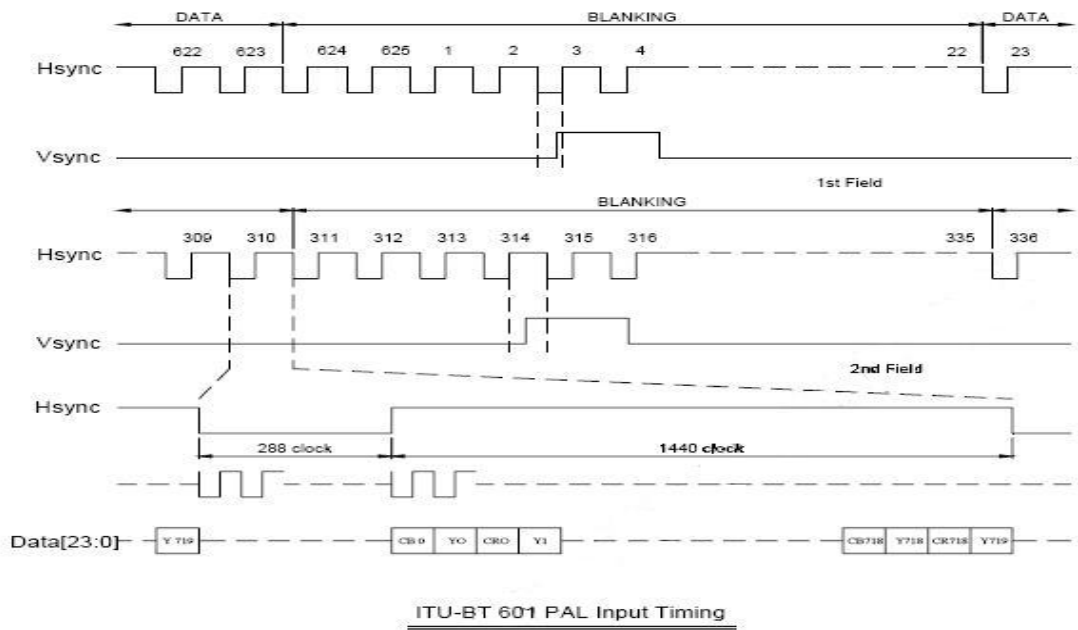 DATA BLANKING DATA
622 623 624 625 1 2 3 4 22 23
Hsync
Vsync
1st Field
BLANKING
309 310 311 312 313 314 315 316 335 336
Hsync
Vsync
2nd Field
Hsync
288 clock 1440 clock
Data[23:0] Y 719 CB 0 YO CRO Y1 CB718 Y718 CR718 Y719
ITU-BT 601 PAL Input Timing